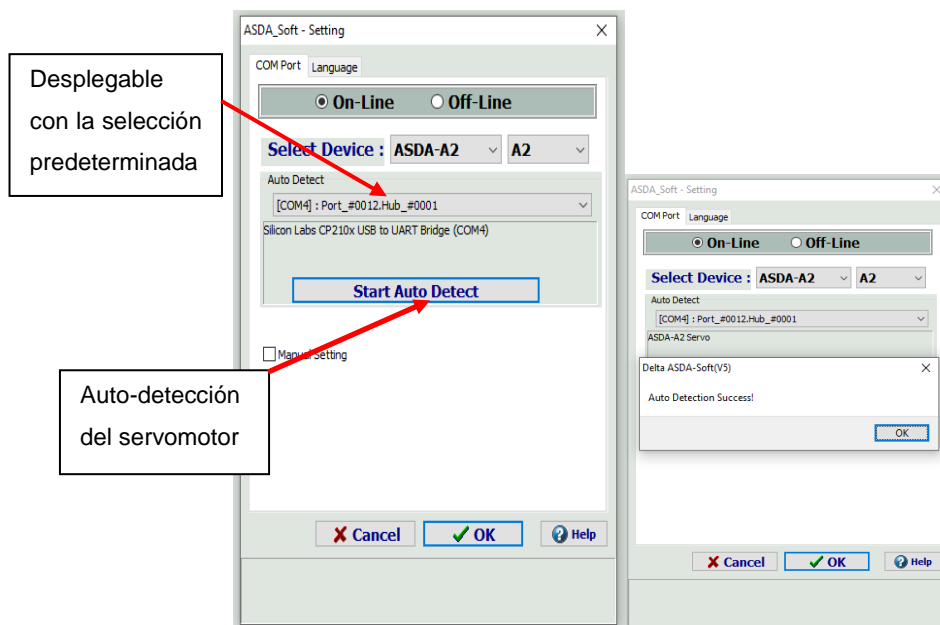 Desplegable
con la selección
predeterminada
Auto-detección
del servomotor
ASDA_Soft - Setting
COM Port Language
On-Line Off-Line
Select Device : ASDA-A2 A2
Auto Detect
[COM4] : Port_#0012.Hub_#0001
Silicon Labs CP210x USB to UART Bridge (COM4)
Start Auto Detect
Manual Setting
Cancel OK Help
ASDA_Soft - Setting
COM Port Language
On-Line Off-Line
Select Device : ASDA-A2 A2
Auto Detect
[COM4] : Port_#0012.Hub_#0001
ASDA-A2 Servo
Delta ASDA-Soft(V5)
Auto Detection Success!
OK
Cancel OK Help